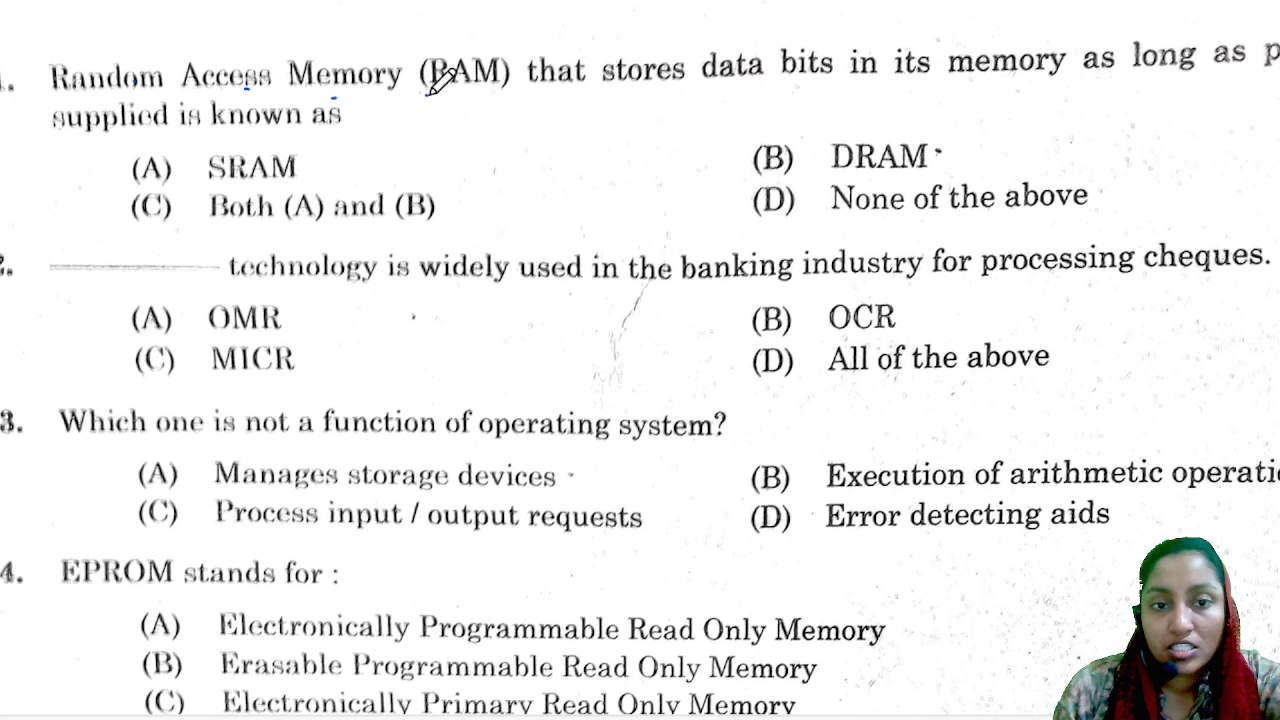 Random Access Memory (RAM) that stores data bits in its memory as long as
supplied is known as
(A) SRAM
(B) DRAM
(C) Both (A) and (B)
(D) None of the above
technology is widely used in the banking industry for processing cheques.
(A) OMR
(B) OCR
(C) MICR
(D) All of the above
3. Which one is not a function of operating system?
(A) Manages storage devices
(B) Execution of arithmetic
(C) Process input / output requests
(D) Error detecting aids
4. EPROM stands for :
(A) Electronically Programmable Read Only Memory
(B) Erasable Programmable Read Only Memory
(C) Electronically Primary Read Only Memory